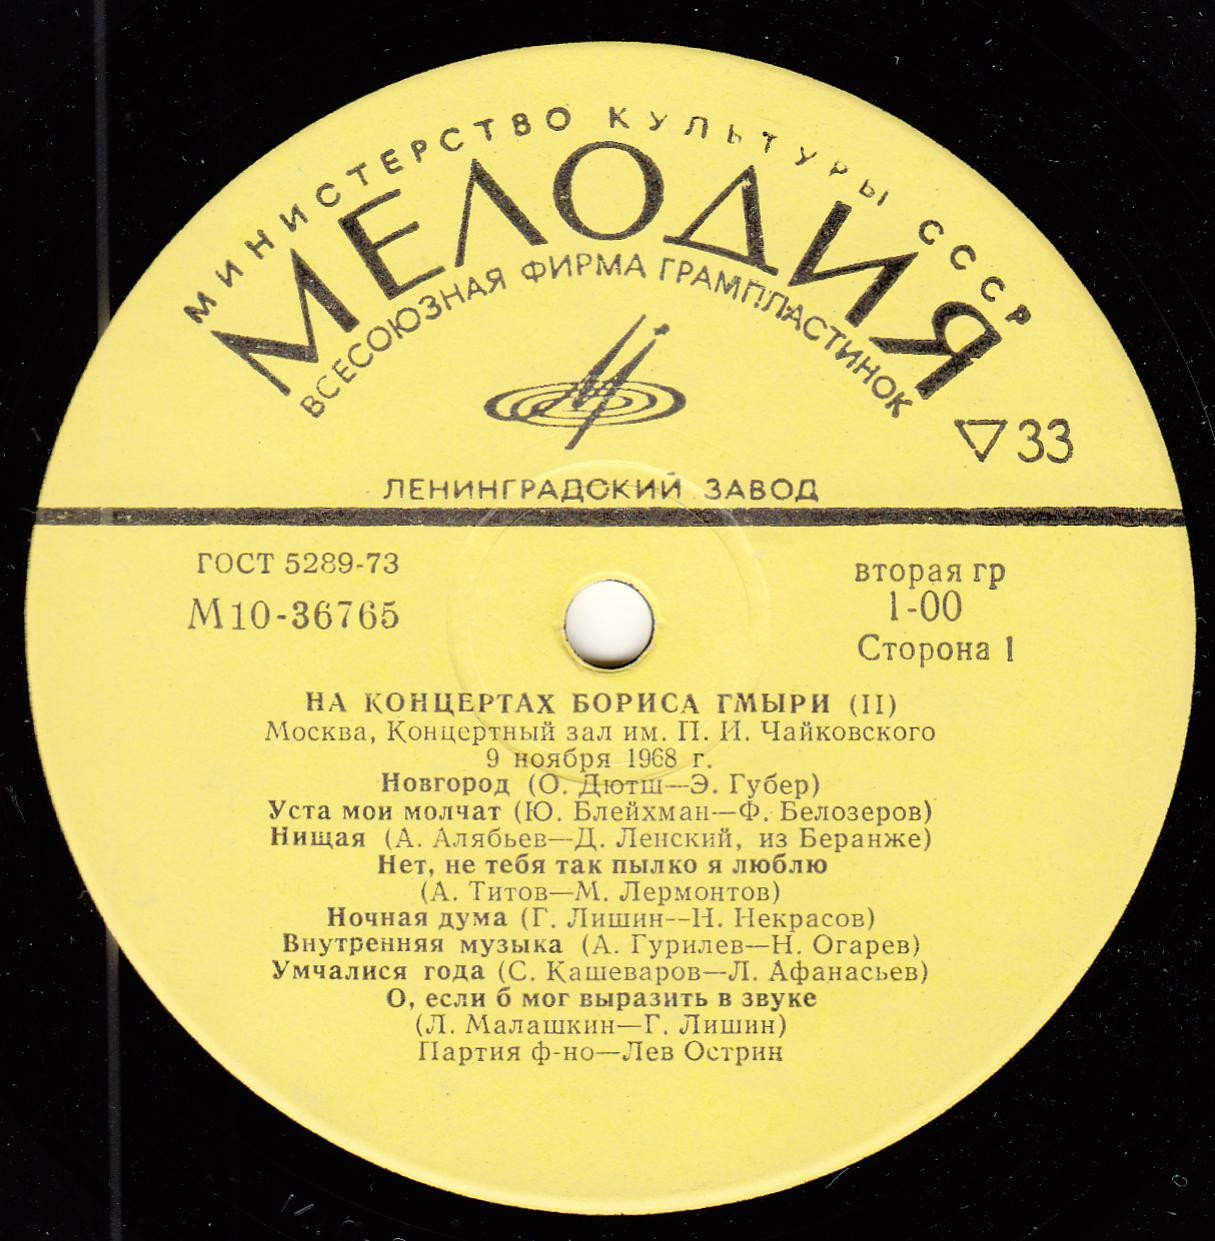 МИНИСТЕРСТВО КУЛЬТУРЫ СССР
МЕЛОДИЯ
ВСЕСОЮЗНАЯ ФИРМА ГРАМПЛАСТИНОК
▽33
ЛЕНИНГРАДСКИЙ ЗАВОД
ГОСТ 5289-73
М10-36765
вторая гр
1-00
Сторона 1
НА КОНЦЕРТАХ БОРИСА ГМЫРИ (II)
Москва, Концертный зал им. П. И. Чайковского
9 ноября 1968 г.
Новгород (О. Дютш—Э. Губер)
Уста мои молчат (Ю. Блейхман—Ф. Белозеров)
Нищая (А. Алябьев—Д. Ленский, из Беранже)
Нет, не тебя так пылко я люблю
(А. Титов—М. Лермонтов)
Ночная дума (Г. Лишин—Н. Некрасов)
Внутренняя музыка (А. Гурилев—Н. Огарев)
Умчалися года (С. Кашеваров—Л. Афанасьев)
О, если б мог выразить в звуке
(Л. Малашкин—Г. Лишин)
Партия ф-но—Лев Острин